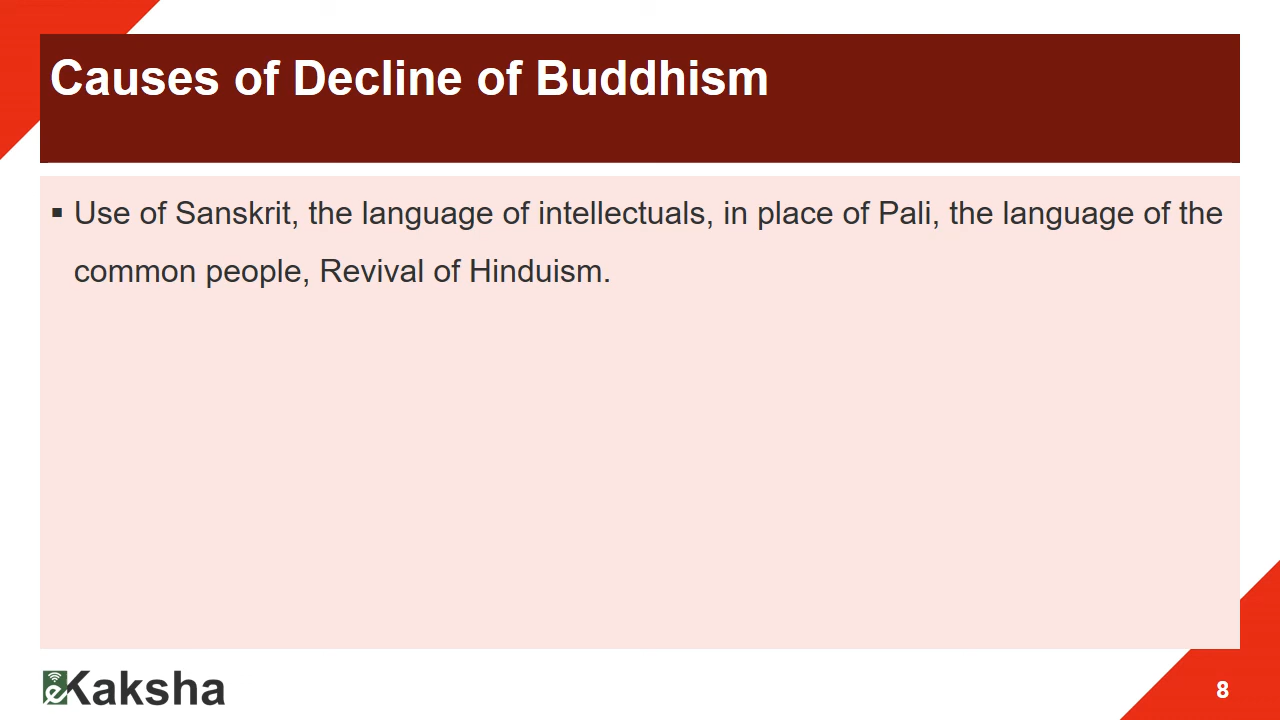 Causes of Decline of Buddhism
▪ Use of Sanskrit, the language of intellectuals, in place of Pali, the language of the
common people, Revival of Hinduism.
eKaksha
8